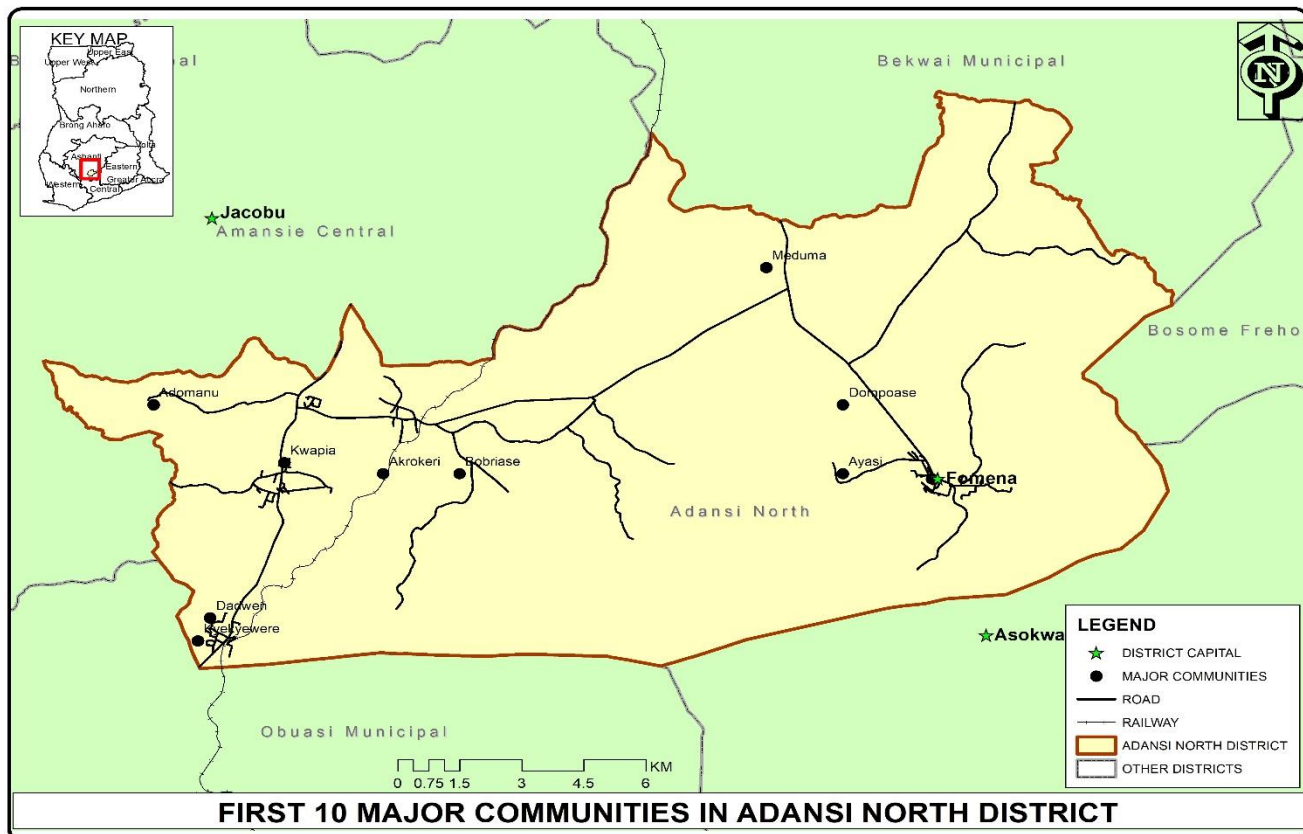 KEY MAP
Upper East
Upper West
Northern
Brong Ahafo
Volta
Ashanti
Eastern
Western
Greater Accra
Central
Bekwai Municipal
Jacobu
Amansie Central
Meduma
Bosome Freho
Adomanu
Dompoase
Kwapia
Akrokeri
Bobriase
Ayasi
Fomena
Adansi North
Dadwen
Kyekyewere
Asokwa
Obuasi Municipal
LEGEND
DISTRICT CAPITAL
MAJOR COMMUNITIES
ROAD
RAILWAY
ADANSI NORTH DISTRICT
OTHER DISTRICTS
KM
0 0.75 1.5 3 4.5 6
N
FIRST 10 MAJOR COMMUNITIES IN ADANSI NORTH DISTRICT